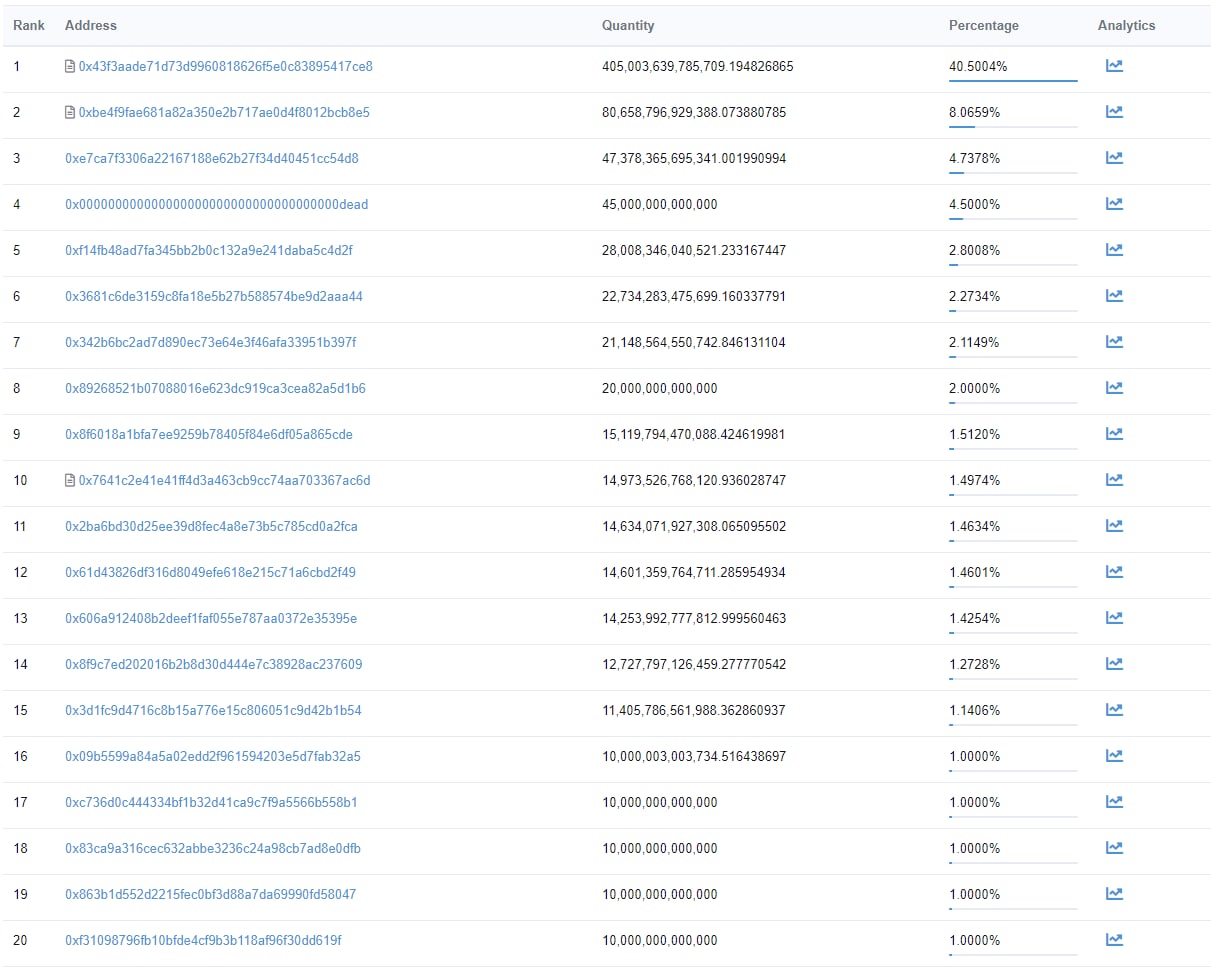 Rank Address Quantity Percentage Analytics
1 0x43f3aade71d73d9960818626f5e0c83895417ce8 405,003,639,785,709.194826865 40.5004%
2 0xbe4f9fae681a82a350e2b717ae0d4f8012bcb8e5 80,658,796,929,388.073880785 8.0659%
3 0xe7ca7f3306a22167188e62b27f34d40451cc54d8 47,378,365,695,341.001990994 4.7378%
4 0x000000000000000000000000000000000000dead 45,000,000,000,000 4.5000%
5 0xf14fb48ad7fa345bb2b0c132a9e241daba5c4d2f 28,008,346,040,521.233167447 2.8008%
6 0x3681c6de3159c8fa18e5b27b588574be9d2aaa44 22,734,283,475,699.160337791 2.2734%
7 0x342b6bc2ad7d890ec73e64e3f46afa33951b397f 21,148,564,550,742.846131104 2.1149%
8 0x89268521b07088016e623dc919ca3cea82a5d1b6 20,000,000,000,000 2.0000%
9 0x8f6018a1bfa7ee9259b78405f84e6df05a865cde 15,119,794,470,088.424619981 1.5120%
10 0x7641c2e41e41ff4d3a463cb9cc74aa703367ac6d 14,973,526,768,120.936028747 1.4974%
11 0x2ba6bd30d25ee39d8fec4a8e73b5c785cd0a2fca 14,634,071,927,308.065095502 1.4634%
12 0x61d43826df316d8049efe618e215c71a6cbd2f49 14,601,359,764,711.285954934 1.4601%
13 0x606a912408b2deef1faf055e787aa0372e35395e 14,253,992,777,812.999560463 1.4254%
14 0x8f9c7ed202016b2b8d30d444e7c38928ac237609 12,727,797,126,459.277770542 1.2728%
15 0x3d1fc9d4716c8b15a776e15c806051c9d42b1b54 11,405,786,561,988.362860937 1.1406%
16 0x09b5599a84a5a02edd2f961594203e5d7fab32a5 10,000,003,003,734.516438697 1.0000%
17 0xc736d0c444334bf1b32d41ca9c7f9a5566b558b1 10,000,000,000,000 1.0000%
18 0x83ca9a316cec632abbe3236c24a98cb7ad8e0dfb 10,000,000,000,000 1.0000%
19 0x863b1d552d2215fec0bf3d88a7da69990fd58047 10,000,000,000,000 1.0000%
20 0xf31098796fb10bfde4cf9b3b118af96f30dd619f 10,000,000,000,000 1.0000%